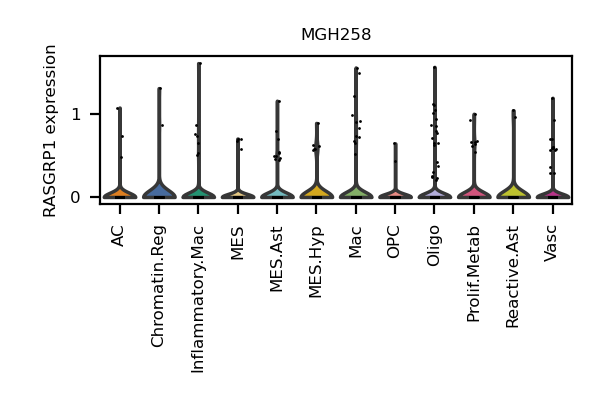 MGH258
RASGRP1 expression
1
0
AC
Chromatin.Reg
Inflammatory.Mac
MES
MES.Ast
MES.Hyp
Mac
OPC
Oligo
Prolif.Metab
Reactive.Ast
Vasc